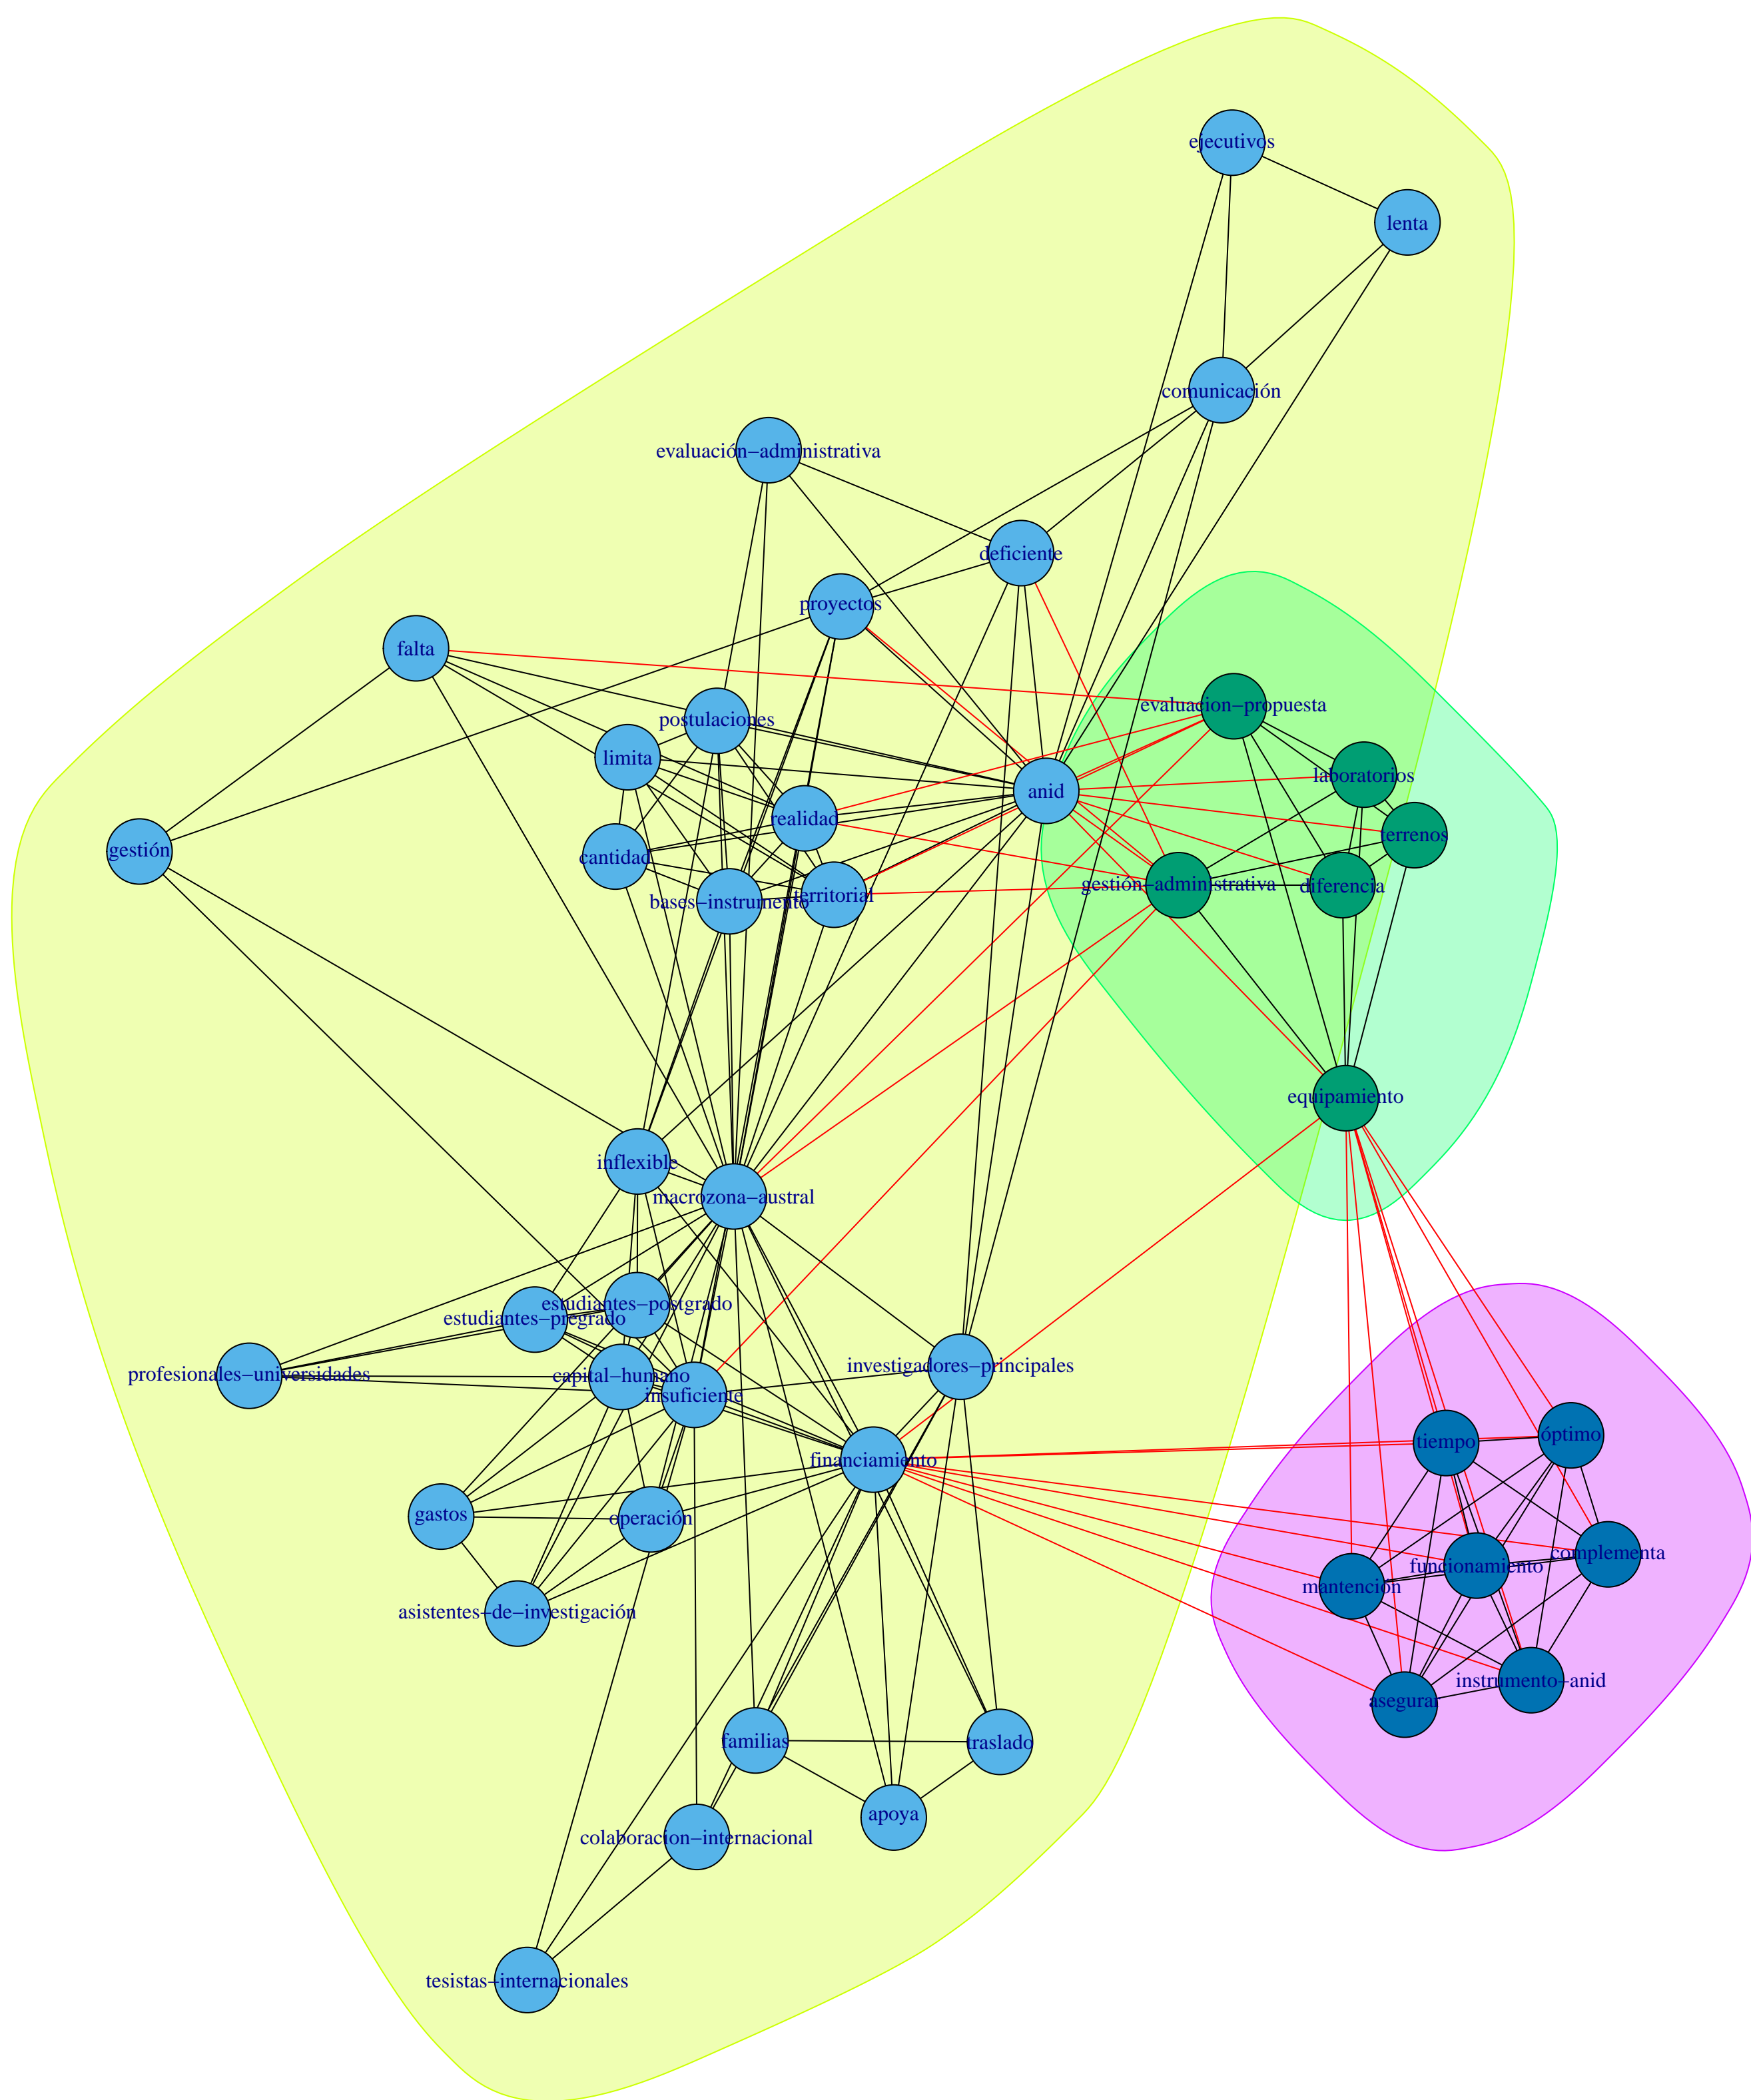 ejecutivos
lenta
comunicación
evaluación−administrativa
deficiente
proyectos
falta
evaluacion−propuesta
postulaciones
limita
laboratorios
anid
realidad
terrenos
gestión
cantidad
gestión−administrativa
diferencia
bases−instrumento
territorial
equipamiento
inflexible
macrozona−austral
estudiantes−postgrado
estudiantes−pregrado
profesionales−universidades
capital−humano
investigadores−principales
insuficiente
financiamiento
tiempo
óptimo
gastos
operación
complementa
funcionamiento
mantención
asistentes−de−investigación
instrumento−anid
asegurar
familias
traslado
apoya
colaboracion−internacional
tesistas−internacionales